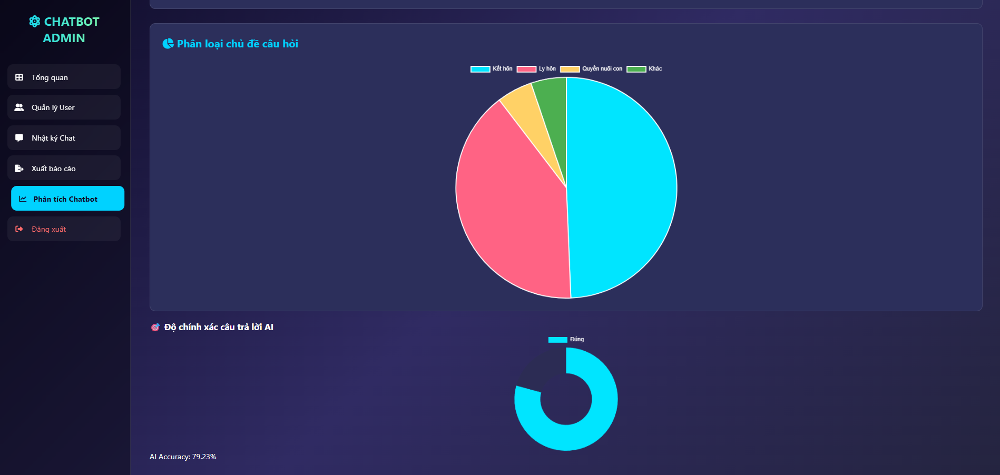 CHATBOT
ADMIN
Tổng quan
Quản lý User
Nhật ký Chat
Xuất báo cáo
Phân tích Chatbot
Đăng xuất
Phân loại chủ đề câu hỏi
Kết hôn Ly hôn Quyền nuôi con Khác
Độ chính xác câu trả lời AI
Đúng
AI Accuracy: 79.23%